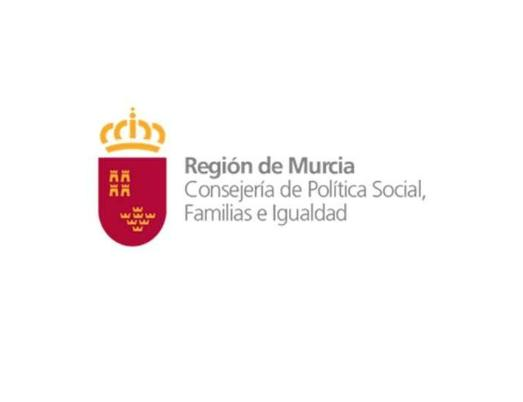 Región de Murcia
Consejería de Política Social,
Familias e Igualdad